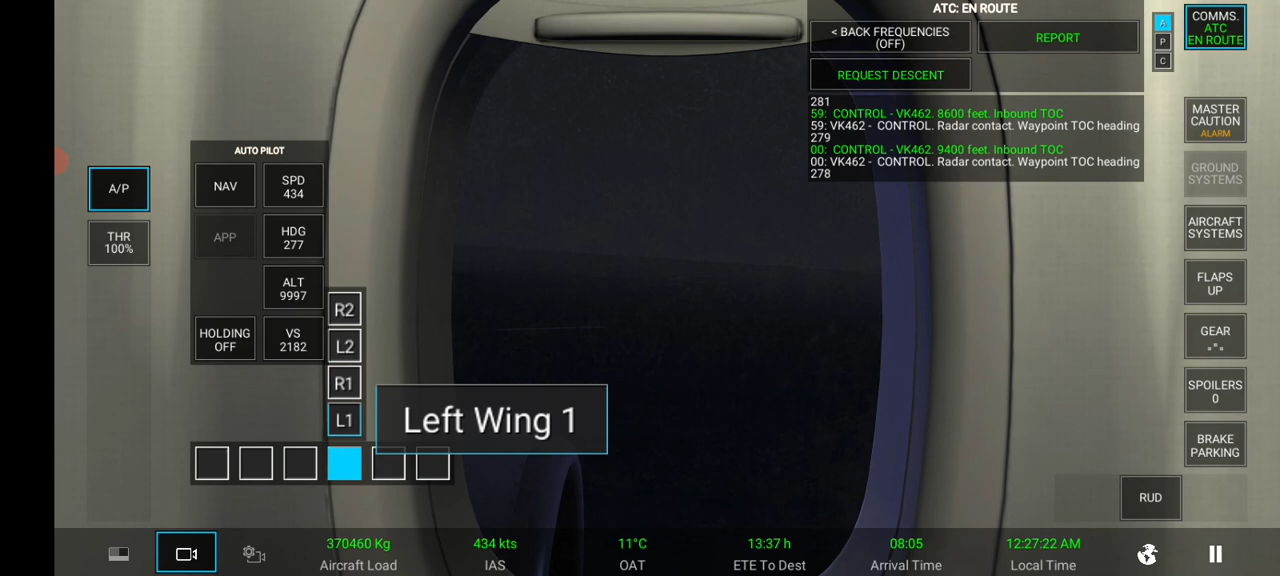 ATC: EN ROUTE
< BACK FREQUENCIES
(OFF)
REPORT
REQUEST DESCENT
281
59: CONTROL - VK462. 8600 feet. Inbound TOC
59: VK462 - CONTROL. Radar contact. Waypoint TOC heading
279
00: CONTROL - VK462. 9400 feet. Inbound TOC
00: VK462 - CONTROL. Radar contact. Waypoint TOC heading
278
A
P
C
COMMS.
ATC
EN ROUTE
MASTER
CAUTION
ALARM
GROUND
SYSTEMS
AIRCRAFT
SYSTEMS
FLAPS
UP
GEAR
SPOILERS
0
BRAKE
PARKING
RUD
A/P
THR
100%
AUTO PILOT
NAV
SPD
434
APP
HDG
277
ALT
9997
HOLDING
OFF
VS
2182
R2
L2
R1
L1
Left Wing 1
370460 Kg
Aircraft Load
434 kts
IAS
11°C
OAT
13:37 h
ETE To Dest
08:05
Arrival Time
12:27:22 AM
Local Time